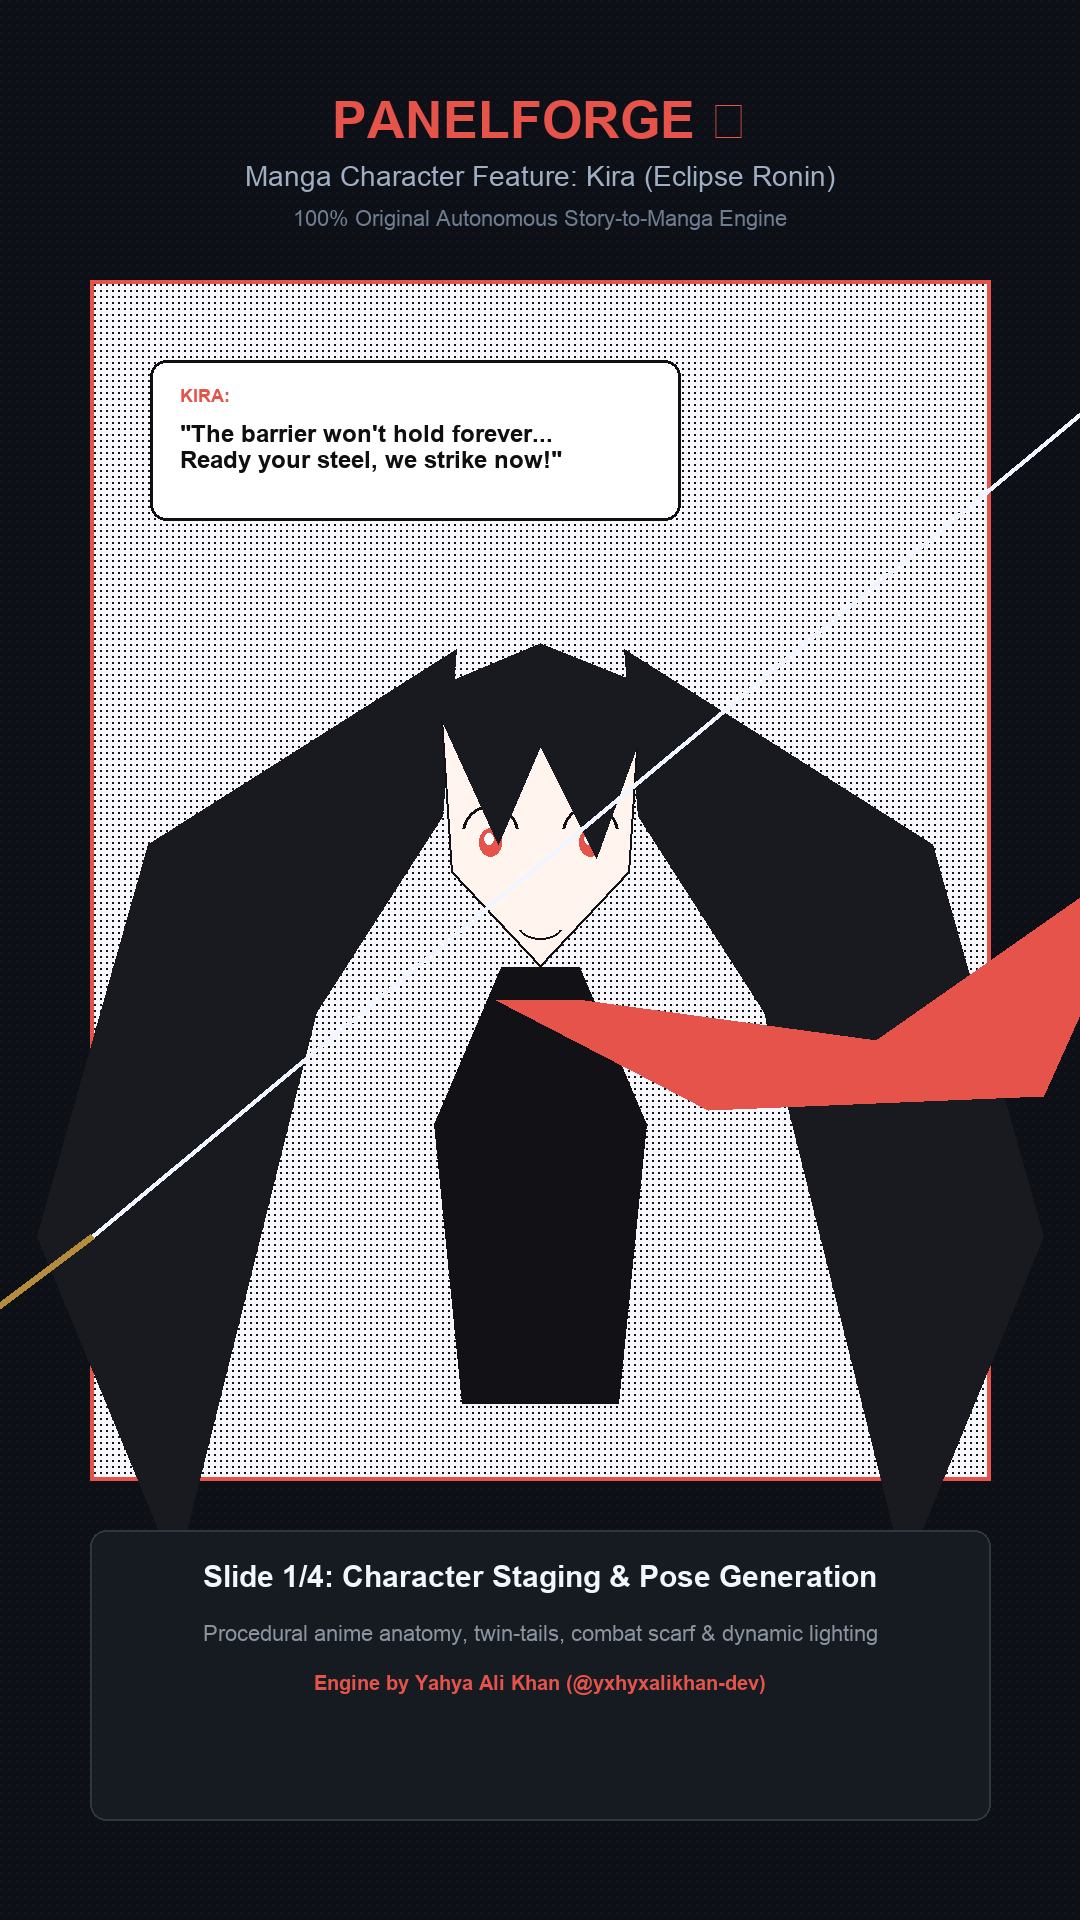 PANELFORGE
Manga Character Feature: Kira (Eclipse Ronin)
100% Original Autonomous Story-to-Manga Engine
KIRA:
"The barrier won't hold forever...
Ready your steel, we strike now!"
Slide 1/4: Character Staging & Pose Generation
Procedural anime anatomy, twin-tails, combat scarf & dynamic lighting
Engine by Yahya Ali Khan (@yxhyxalikhan-dev)